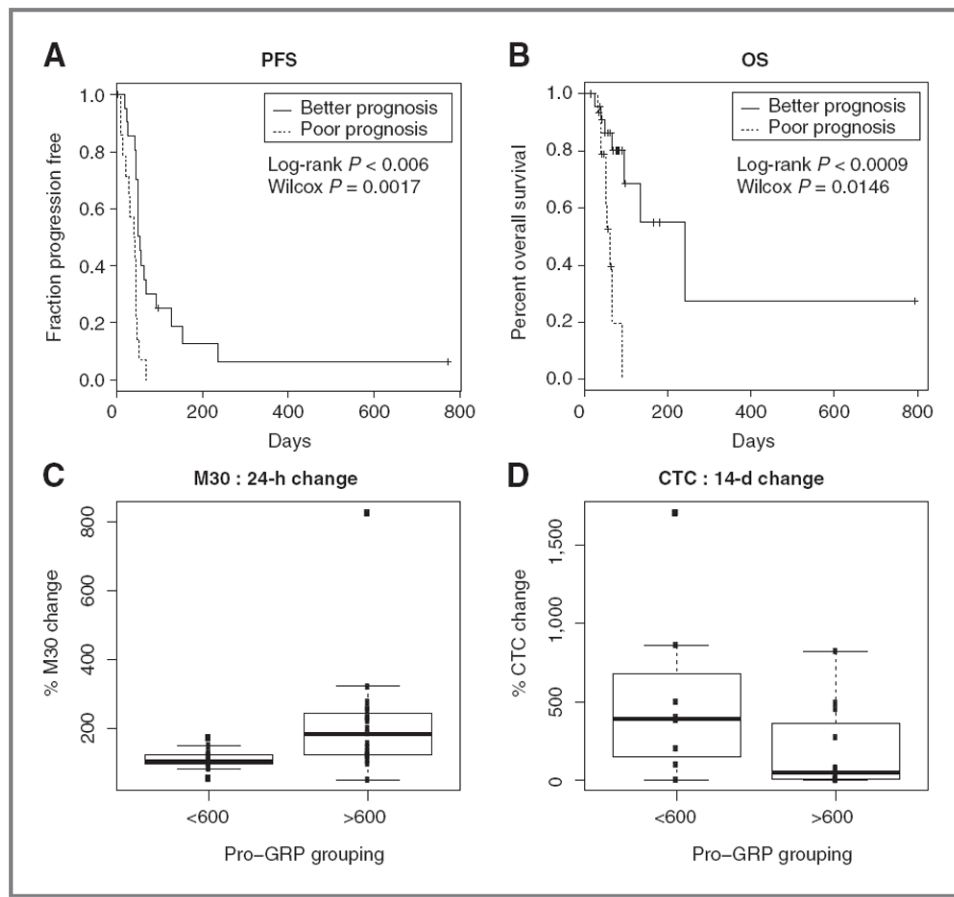 A
PFS
1.0
0.8
0.6
0.4
0.2
0.0
Fraction progression free
Better prognosis
Poor prognosis
Log-rank P < 0.006
Wilcox P = 0.0017
0
200
400
600
800
Days
B
OS
1.0
0.8
0.6
0.4
0.2
0.0
Percent overall survival
Better prognosis
Poor prognosis
Log-rank P < 0.0009
Wilcox P = 0.0146
0
200
400
600
800
Days
C
M30 : 24-h change
800
600
400
200
% M30 change
<600
>600
Pro–GRP grouping
D
CTC : 14-d change
1,500
1,000
500
0
% CTC change
<600
>600
Pro–GRP grouping